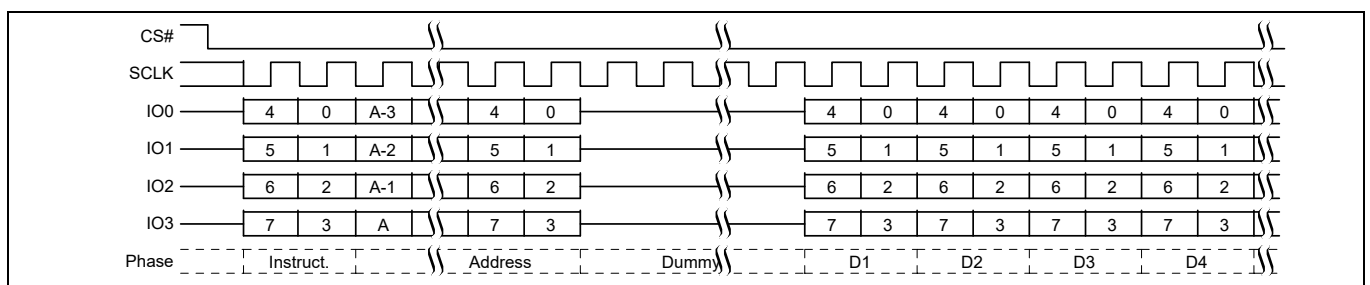 CS#
SCLK
IO0 4 0 A-3 4 0 4 0 4 0 4 0 4 0
IO1 5 1 A-2 5 1 5 1 5 1 5 1 5 1
IO2 6 2 A-1 6 2 6 2 6 2 6 2 6 2
IO3 7 3 A 7 3 7 3 7 3 7 3 7 3
Phase Instruct. Address Dummy D1 D2 D3 D4